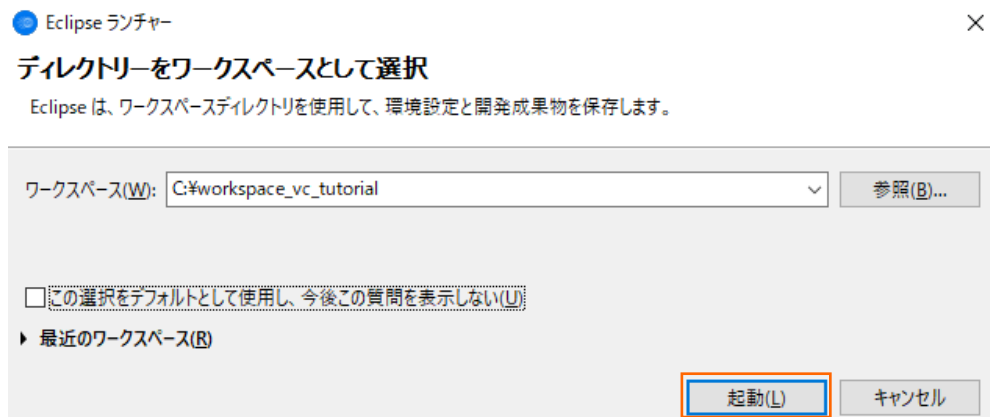 Eclipse ランチャー
ディレクトリーをワークスペースとして選択
Eclipse は、ワークスペースディレクトリを使用して、環境設定と開発成果物を保存します。
ワークスペース(W): C:¥workspace_vc_tutorial 参照(B)...
この選択をデフォルトとして使用し、今後この質問を表示しない(U)
最近のワークスペース(R)
起動(L) キャンセル